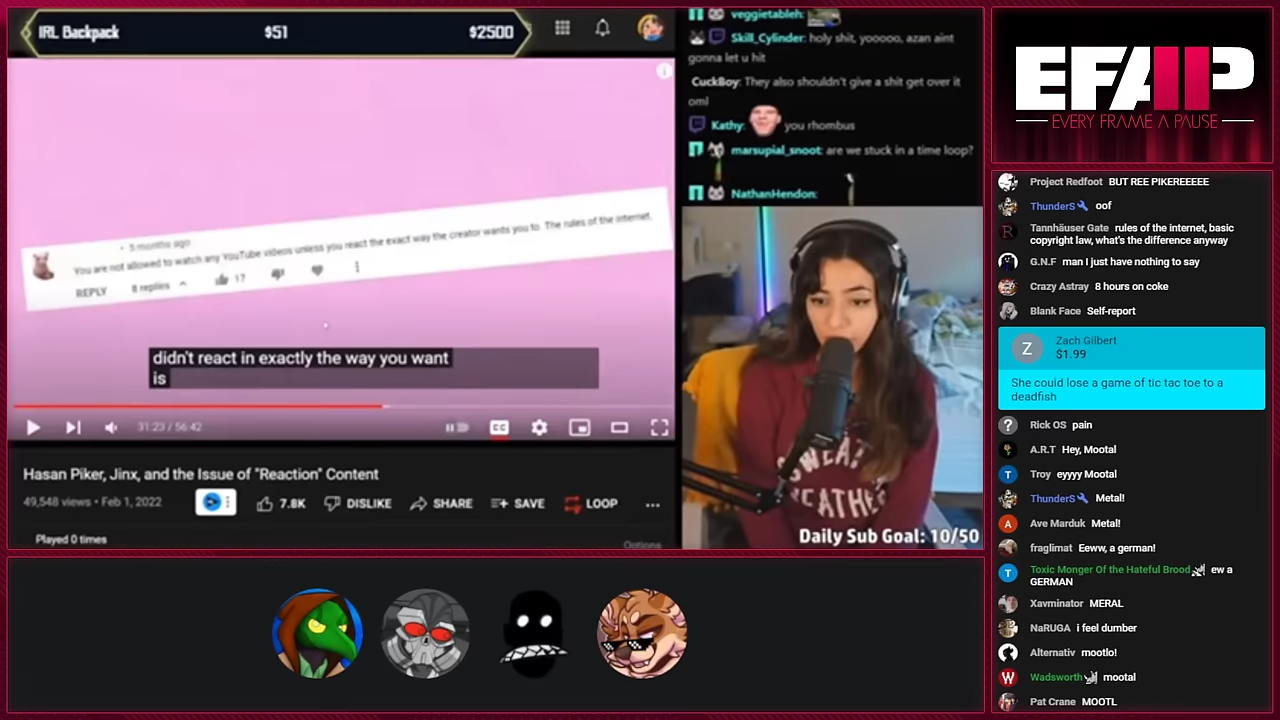 IRL Backpack
$51
$2500
veggietableh:
Skill_Cylinder: holy shit, yooooo, azan aint
gonna let u hit
CuckBoy: They also shouldn't give a shit get over it
oml
Kathy: you rhombus
marsupial_snoot: are we stuck in a time loop?
NathanHendon:
5 months ago
You are not allowed to watch any YouTube videos unless you react the exact way the creator wants you to. The rules of the internet.
17
REPLY
8 replies
didn't react in exactly the way you want
is
31:23 / 56:42
CC
Hasan Piker, Jinx, and the Issue of "Reaction" Content
49,548 views • Feb 1, 2022
7.8K
DISLIKE
SHARE
SAVE
LOOP
Played 0 times
Options
SWEAT
WEATHER
Daily Sub Goal: 10/50
EFAP
EVERY FRAME A PAUSE
Project Redfoot BUT REE PIKEREEEEE
ThunderS oof
Tannhäuser Gate rules of the internet, basic
copyright law, what's the difference anyway
G.N.F man I just have nothing to say
Crazy Astray 8 hours on coke
Blank Face Self-report
Z
Zach Gilbert
$1.99
She could lose a game of tic tac toe to a
deadfish
Rick OS pain
A.R.T Hey, Mootal
T
Troy eyyyy Mootal
ThunderS Metal!
A
Ave Marduk Metal!
fraglimat Eeww, a german!
T
Toxic Monger Of the Hateful Brood ew a
GERMAN
Xavminator MERAL
NaRUGA i feel dumber
Alternativ mootlo!
Wadsworth mootal
Pat Crane MOOTL